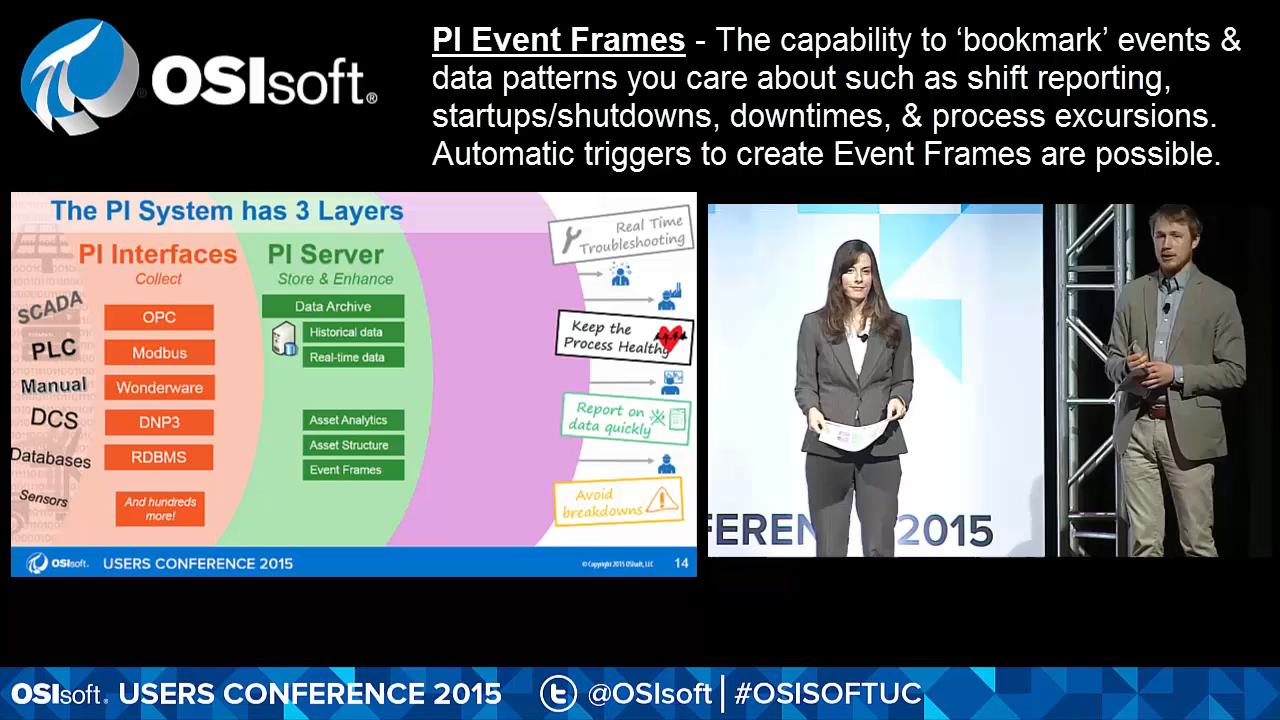 OSIsoft®
PI Event Frames - The capability to ‘bookmark’ events &
data patterns you care about such as shift reporting,
startups/shutdowns, downtimes, & process excursions.
Automatic triggers to create Event Frames are possible.
The PI System has 3 Layers
PI Interfaces
Collect
SCADA
PLC
Manual
DCS
Databases
Sensors
OPC
Modbus
Wonderware
DNP3
RDBMS
And hundreds
more!
PI Server
Store & Enhance
Data Archive
Historical data
Real-time data
Asset Analytics
Asset Structure
Event Frames
Real Time
Troubleshooting
Keep the
Process Healthy
Report on
data quickly
Avoid
breakdowns
OSIsoft. USERS CONFERENCE 2015
© Copyright 2015 OSIsoft, LLC
14
FERENCE 2015
OSIsoft. USERS CONFERENCE 2015 @OSIsoft | #OSISOFTUC